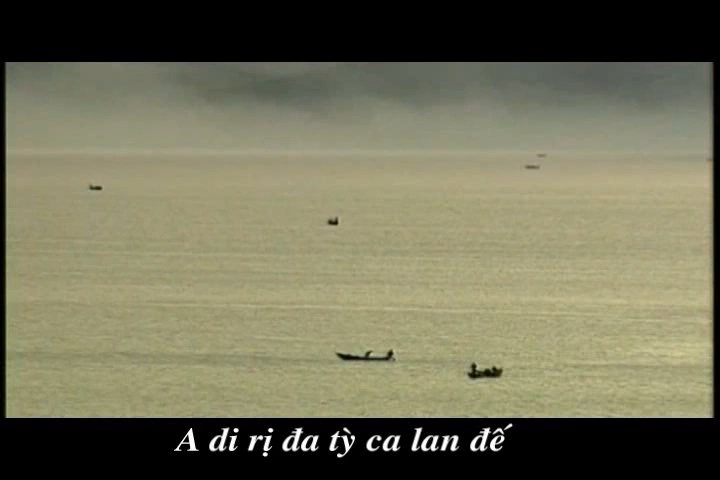 A di rị đa tỳ ca lan đế